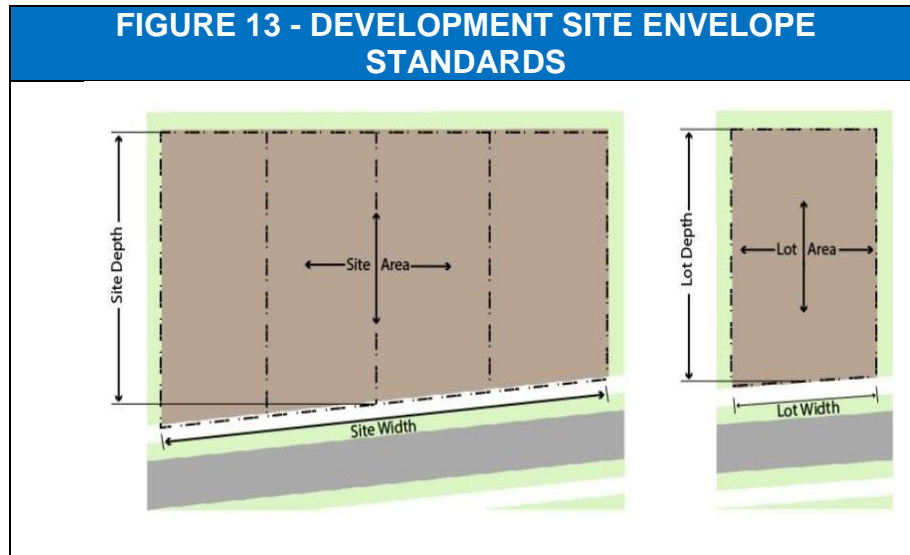 FIGURE 13 - DEVELOPMENT SITE ENVELOPE
STANDARDS
Site Depth
Site Area
Site Width
Lot Depth
Lot Area
Lot Width